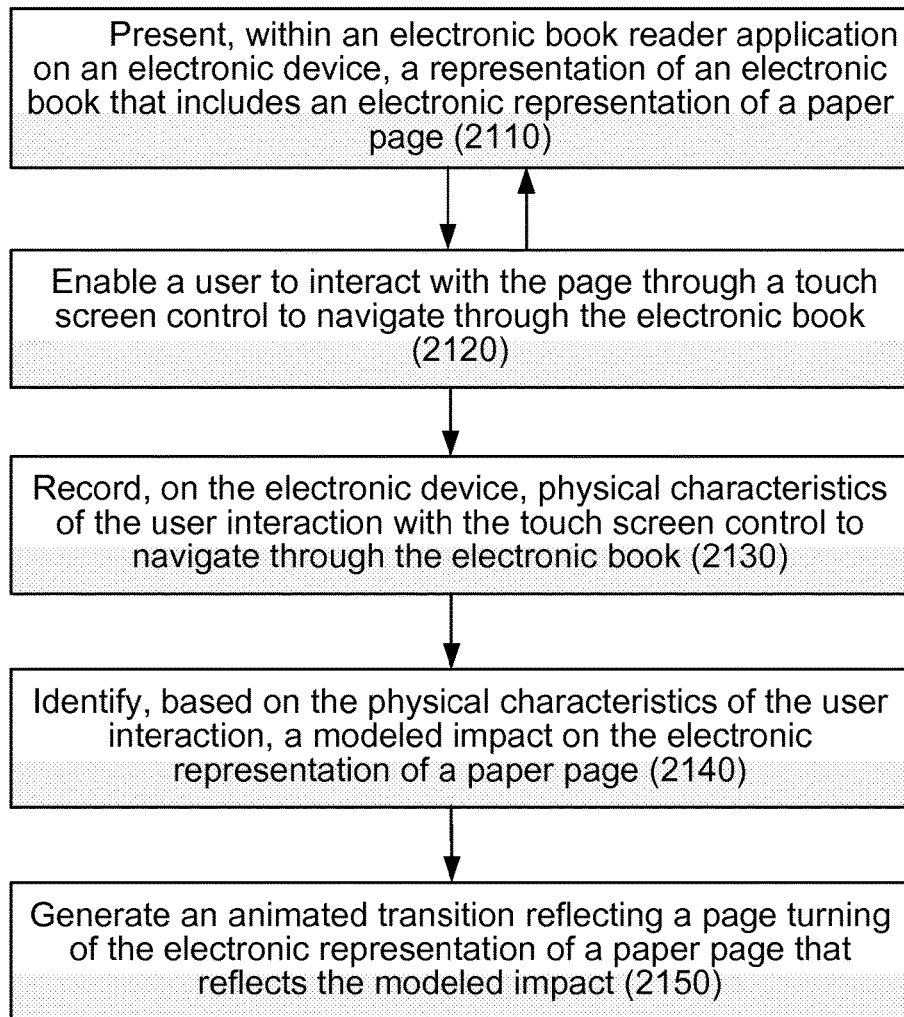 Present, within an electronic book reader application
on an electronic device, a representation of an electronic
book that includes an electronic representation of a paper
page (2110)
Enable a user to interact with the page through a touch
screen control to navigate through the electronic book
(2120)
Record, on the electronic device, physical characteristics
of the user interaction with the touch screen control to
navigate through the electronic book (2130)
Identify, based on the physical characteristics of the user
interaction, a modeled impact on the electronic
representation of a paper page (2140)
Generate an animated transition reflecting a page turning
of the electronic representation of a paper page that
reflects the modeled impact (2150)